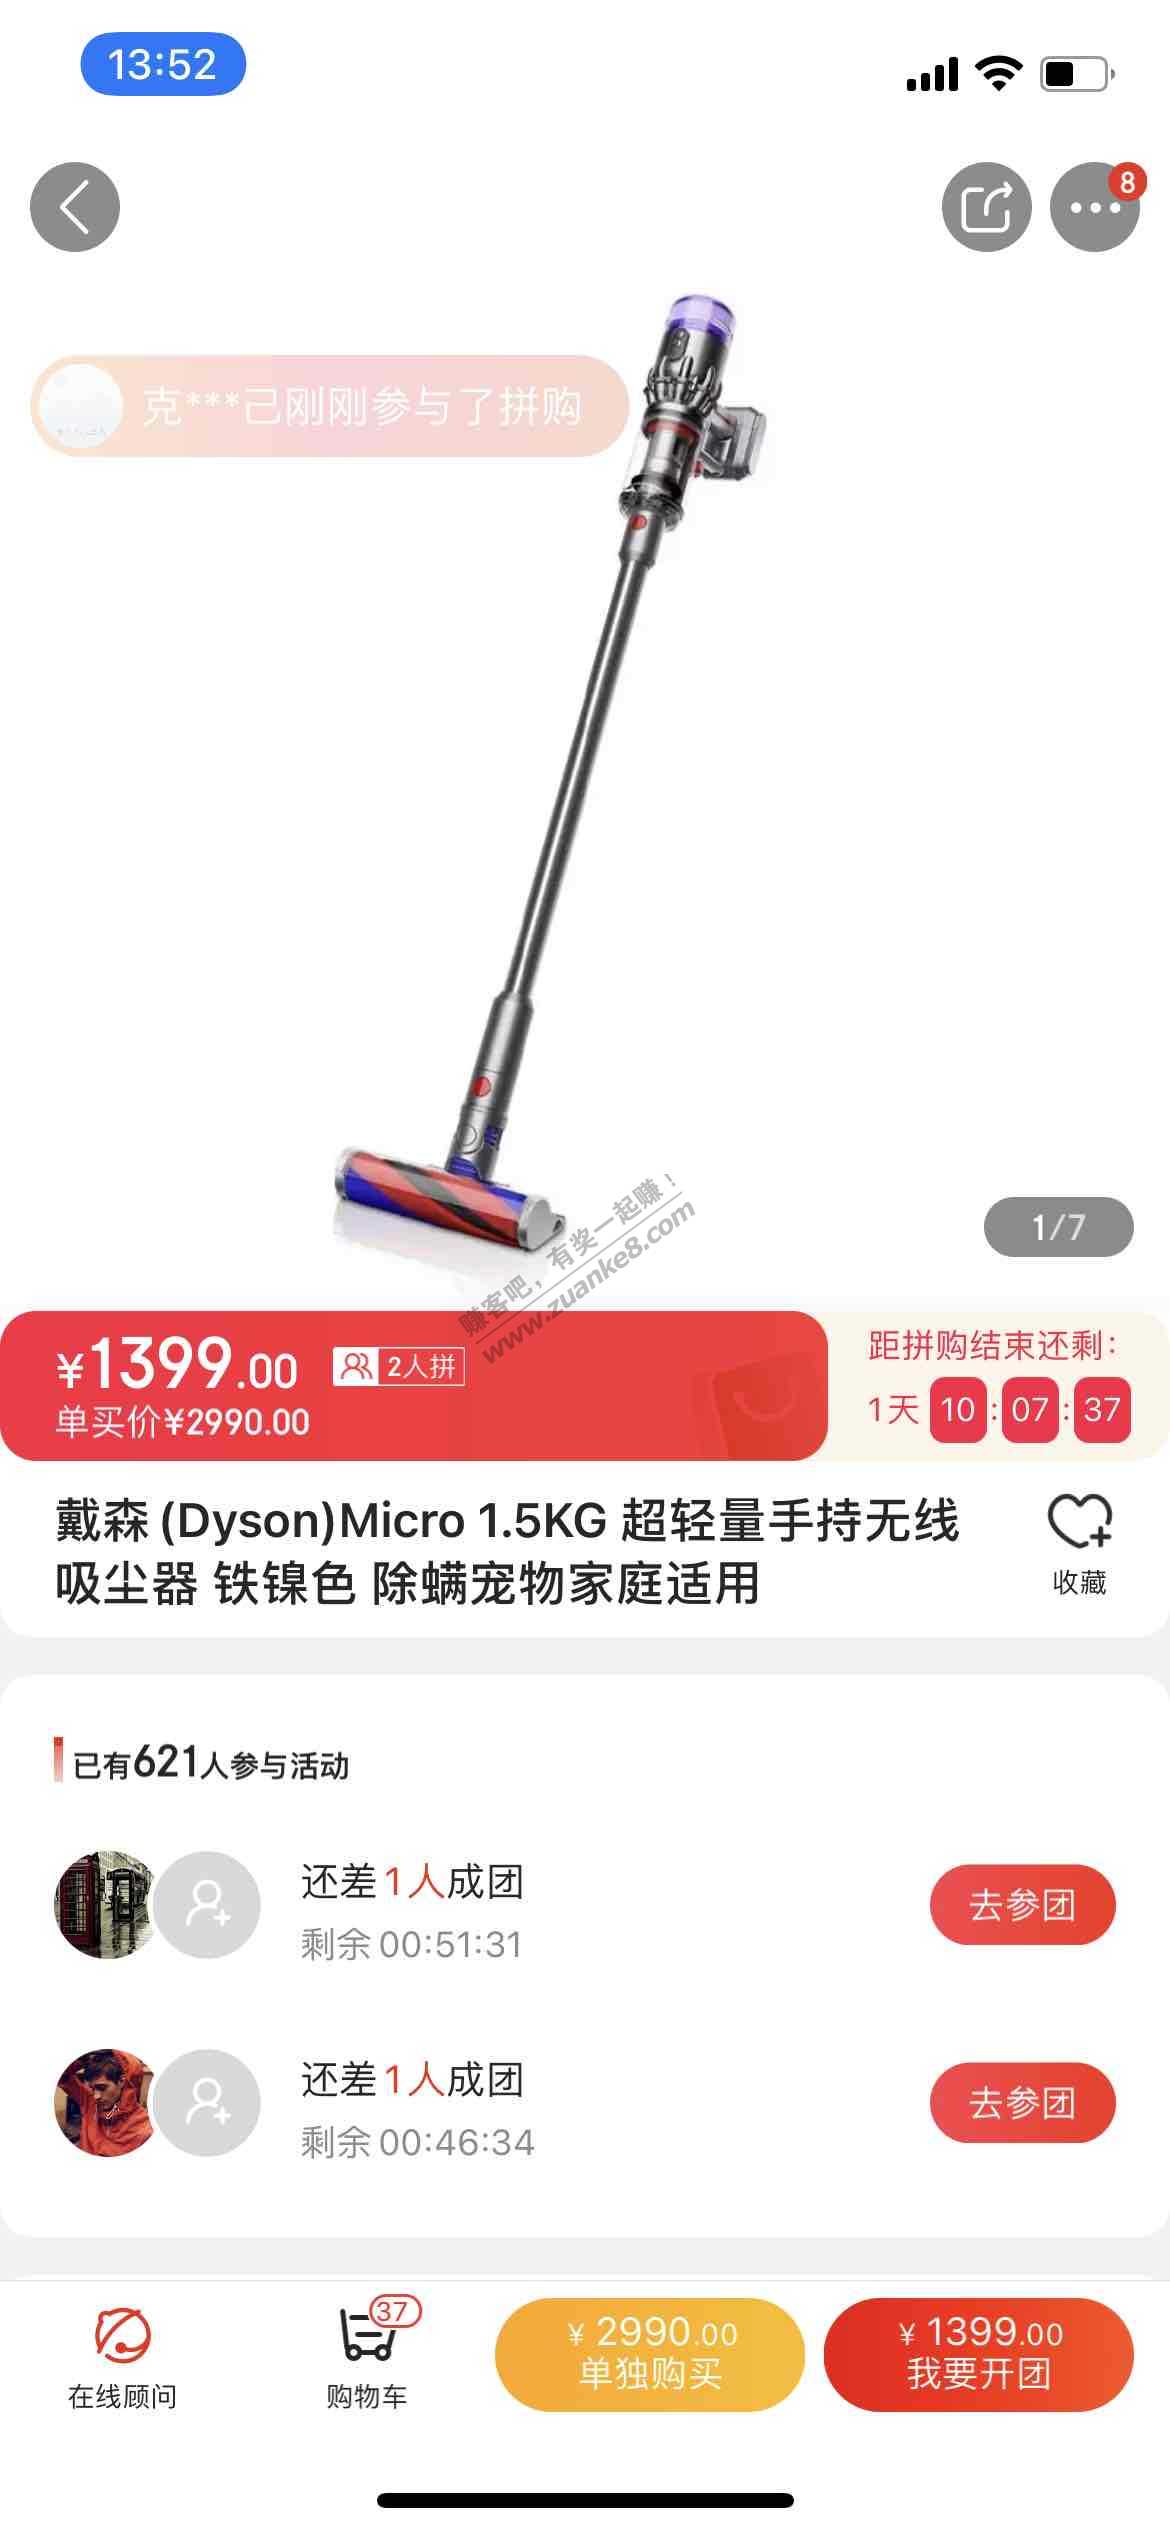 13:52
8
克***己刚刚参与了拼购
1/7
赚客吧，有奖一起赚！
www.zuanke8.com
¥1399.00
2人拼
单买价¥2990.00
距拼购结束还剩：
1天 10:07:37
戴森(Dyson)Micro 1.5KG 超轻量手持无线
吸尘器 铁镍色 除螨宠物家庭适用
收藏
已有621人参与活动
还差1人成团
剩余00:51:31
去参团
还差1人成团
剩余00:46:34
去参团
在线顾问
37
购物车
¥ 2990.00
单独购买
¥ 1399.00
我要开团